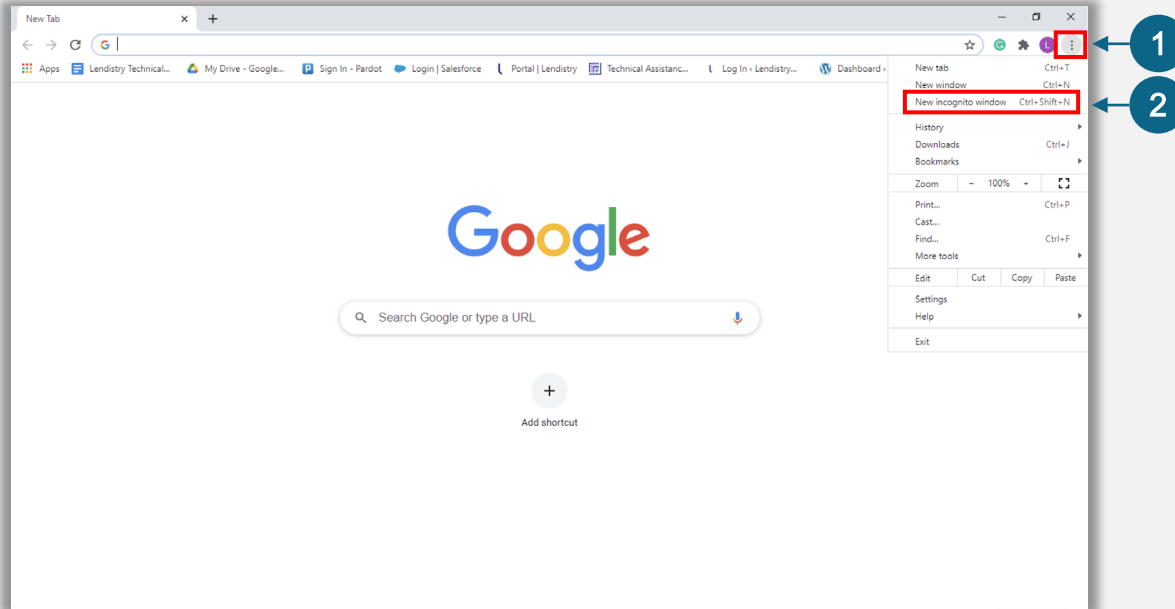 New Tab
G
L
1
Apps
Lendistry Technical...
My Drive - Google...
Sign In - Pardot
Login | Salesforce
Portal | Lendistry
Technical Assistanc...
Log In ‹ Lendistry...
Dashboard ‹
New tab Ctrl+T
New window Ctrl+N
New incognito window Ctrl+Shift+N
2
History
Downloads Ctrl+J
Bookmarks
Zoom - 100% +
Print... Ctrl+P
Cast...
Find... Ctrl+F
More tools
Edit Cut Copy Paste
Settings
Help
Exit
Google
Search Google or type a URL
Add shortcut